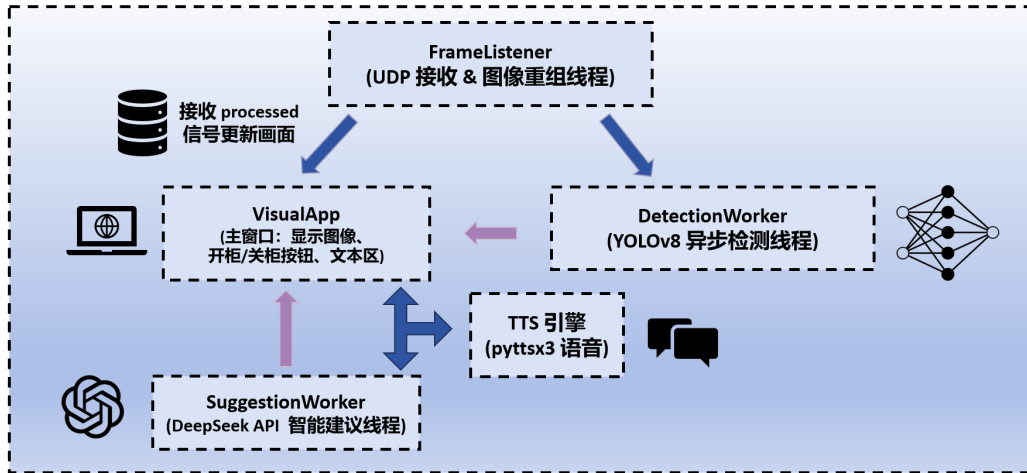 FrameListener
(UDP 接收 & 图像重组线程)
接收 processed
信号更新画面
VisualApp
(主窗口：显示图像、
开柜/关柜按钮、文本区)
DetectionWorker
(YOLOv8 异步检测线程)
TTS 引擎
(pyttsx3 语音)
SuggestionWorker
(DeepSeek API 智能建议线程)